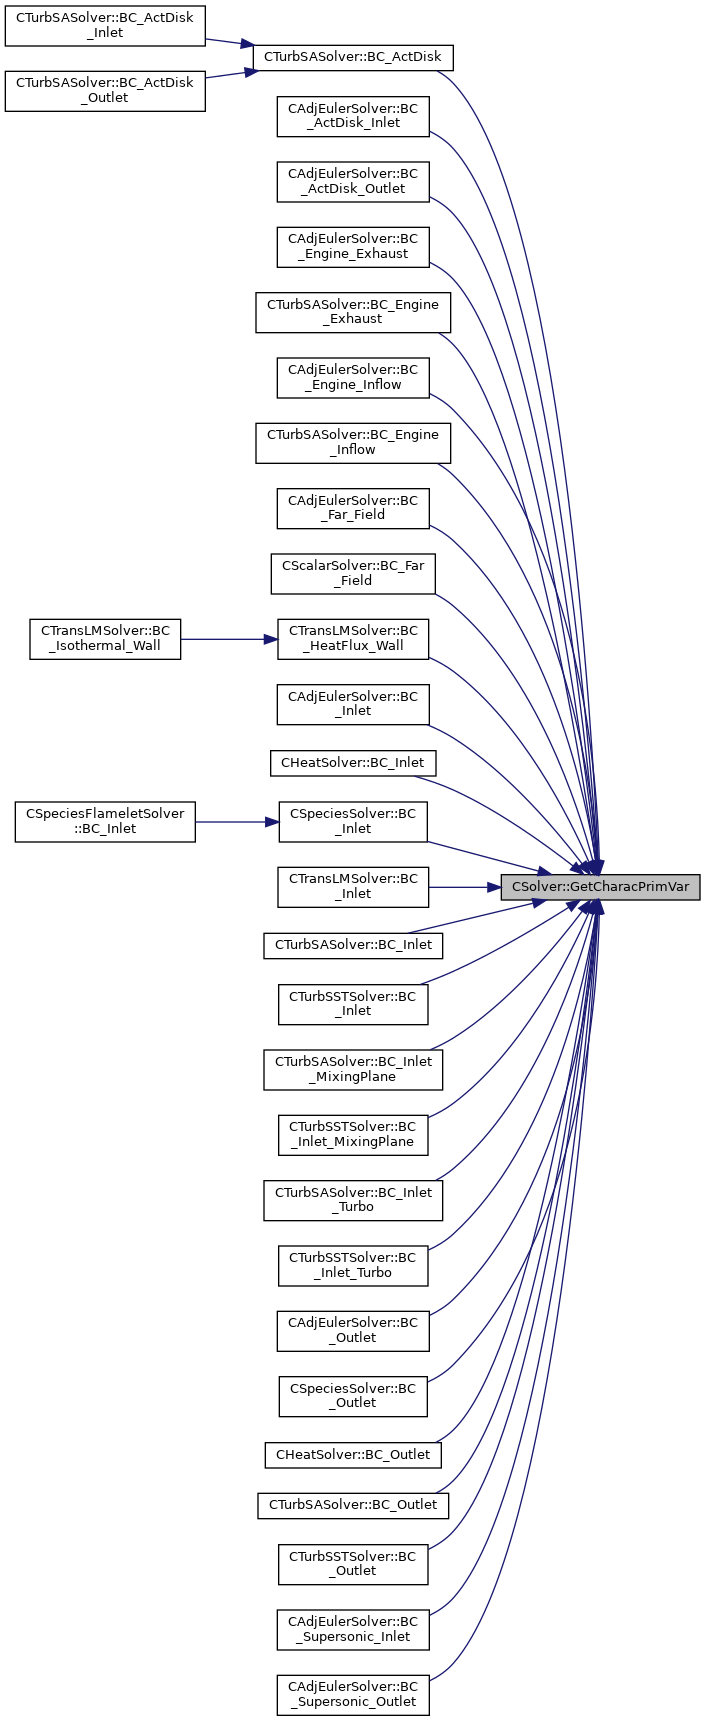 CTurbSASolver::BC_ActDisk
_Inlet
CTurbSASolver::BC_ActDisk
_Outlet
CTurbSASolver::BC_ActDisk
CAdjEulerSolver::BC
_ActDisk_Inlet
CAdjEulerSolver::BC
_ActDisk_Outlet
CAdjEulerSolver::BC
_Engine_Exhaust
CTurbSASolver::BC_Engine
_Exhaust
CAdjEulerSolver::BC
_Engine_Inflow
CTurbSASolver::BC_Engine
_Inflow
CAdjEulerSolver::BC
_Far_Field
CScalarSolver::BC_Far
_Field
CTransLMSolver::BC
_Isothermal_Wall
CTransLMSolver::BC
_HeatFlux_Wall
CAdjEulerSolver::BC
_Inlet
CHeatSolver::BC_Inlet
CSpeciesFlameletSolver
::BC_Inlet
CSpeciesSolver::BC
_Inlet
CTransLMSolver::BC
_Inlet
CSolver::GetCharacPrimVar
CTurbSASolver::BC_Inlet
CTurbSSTSolver::BC
_Inlet
CTurbSASolver::BC_Inlet
_MixingPlane
CTurbSSTSolver::BC
_Inlet_MixingPlane
CTurbSASolver::BC_Inlet
_Turbo
CTurbSSTSolver::BC
_Inlet_Turbo
CAdjEulerSolver::BC
_Outlet
CSpeciesSolver::BC
_Outlet
CHeatSolver::BC_Outlet
CTurbSASolver::BC_Outlet
CTurbSSTSolver::BC
_Outlet
CAdjEulerSolver::BC
_Supersonic_Inlet
CAdjEulerSolver::BC
_Supersonic_Outlet